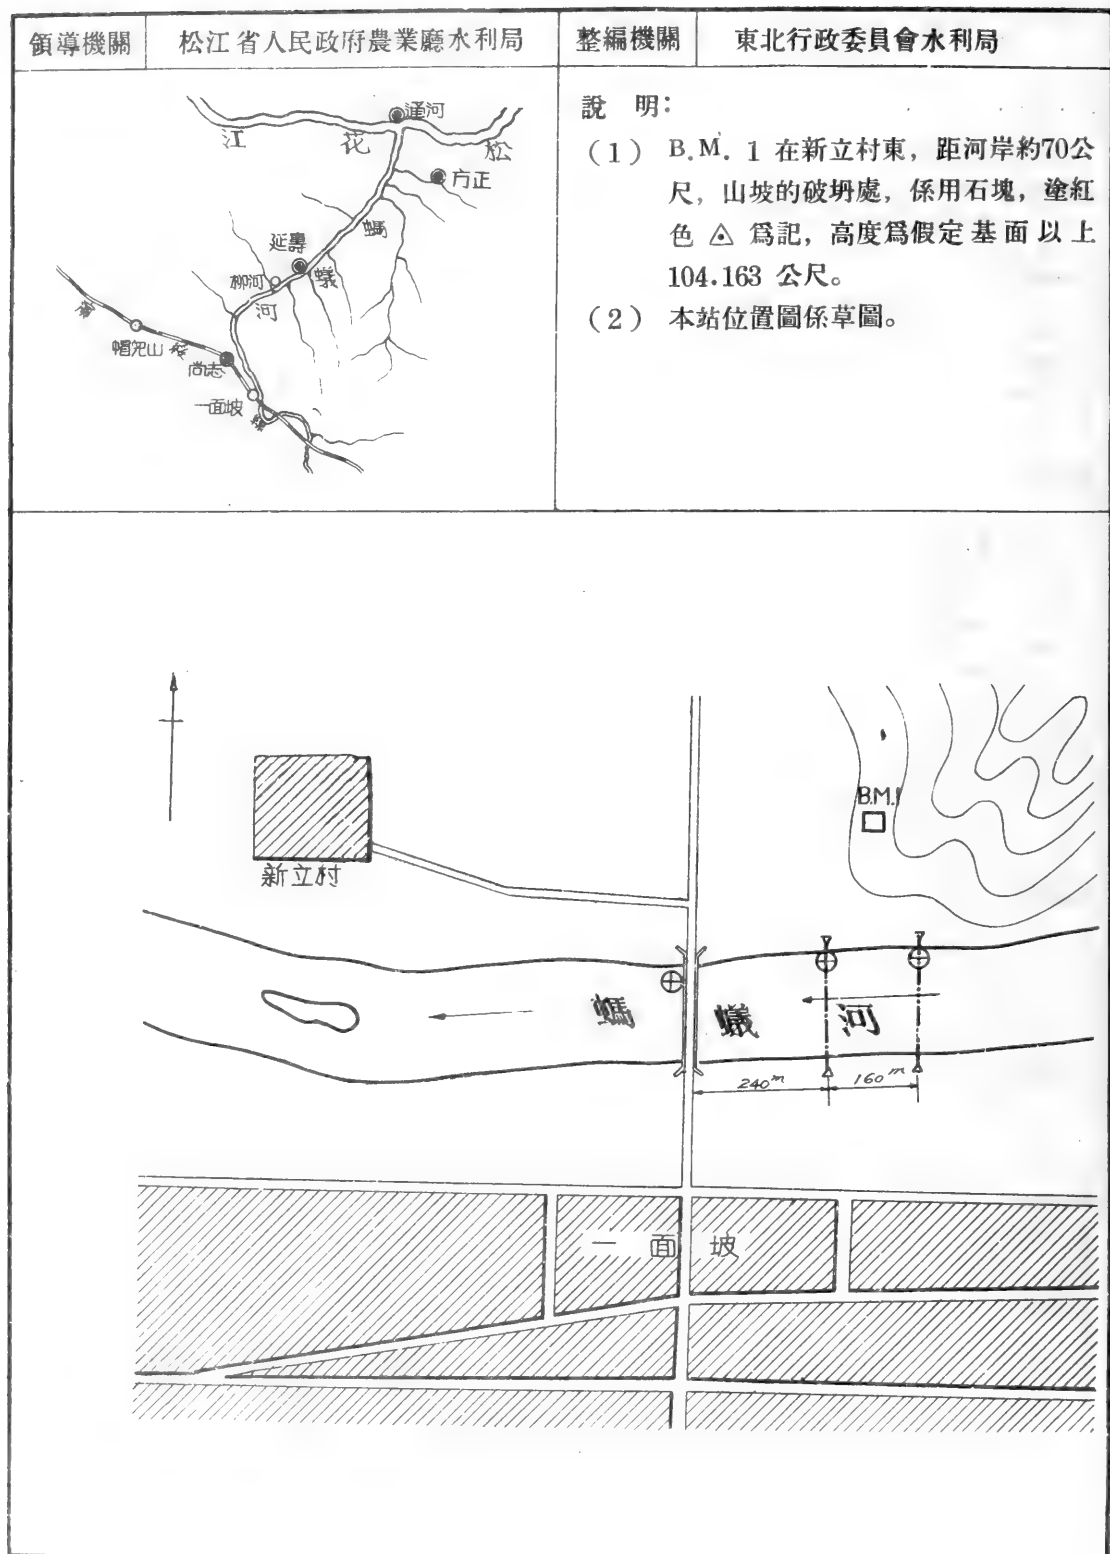 領導機關 松江省人民政府農業廳水利局 整編機關 東北行政委員會水利局
通河
江 花 松
方正
螞
延壽
蟻
柳河
河
濱
帽兒山 綏
尚志
一面坡
線
說 明：
（1） B.M. 1 在新立村東，距河岸約70公
尺，山坡的破坍處，係用石塊，塗紅
色 △ 爲記，高度爲假定基面以上
104.163 公尺。
（2） 本站位置圖係草圖。
B.M.1
新立村
螞 蟻 河
240m 160m
一 面 坡